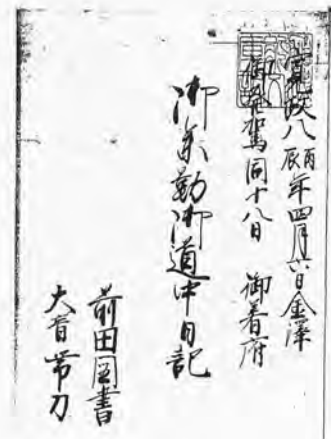 寛政八丙辰年四月六日金澤
御發駕同十八日 御着府
御参勤御道中日記
前田図書
大音帯刀